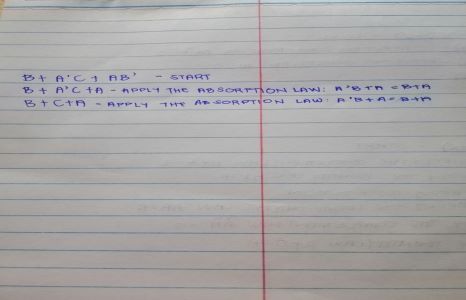 B + A'C + AB' - START
B + A'C + A - APPLY THE ABSORPTION LAW: A'B + A = B + A
B + C + A - APPLY THE ABSORPTION LAW: A'B + A = B + A